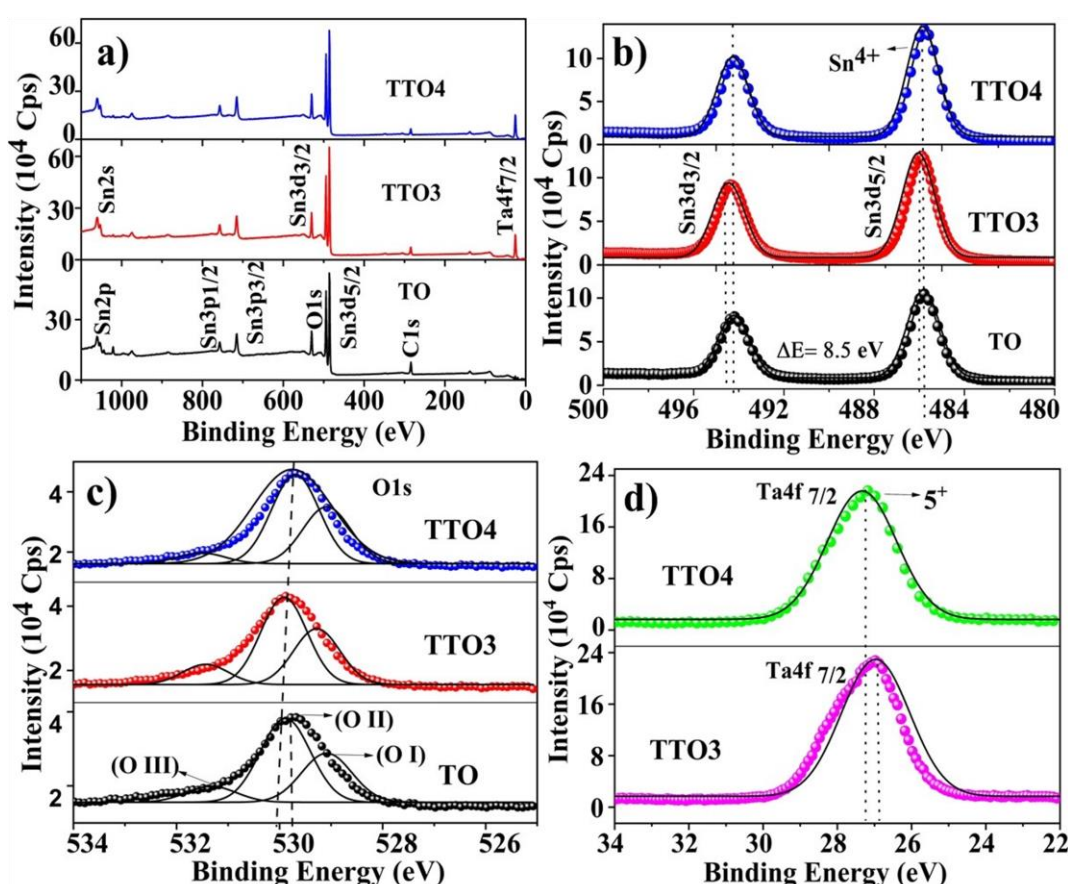 a)
Intensity (10⁴ Cps)
60
30
0
TTO4
60
30
0
TTO3
Sn2s
Sn3d3/2
Ta4f7/2
30
0
TO
Sn2p
Sn3p1/2
Sn3p3/2
O1s
Sn3d5/2
C1s
1000 800 600 400 200 0
Binding Energy (eV)
b)
Intensity (10⁴ Cps)
10
5
0
Sn4+
TTO4
10
5
0
Sn3d3/2
Sn3d5/2
TTO3
10
5
0
ΔE= 8.5 eV
TO
500 496 492 488 484 480
Binding Energy (eV)
c)
Intensity (10⁴ Cps)
4
2
O1s
TTO4
4
2
TTO3
4
2
(O II)
(O I)
(O III)
TO
534 531 530 528 526
Binding Energy (eV)
d)
Intensity (10⁴ Cps)
24
16
8
0
Ta4f 7/2
5⁺
TTO4
24
16
8
0
Ta4f 7/2
TTO3
34 32 30 28 26 24 22
Binding Energy (eV)